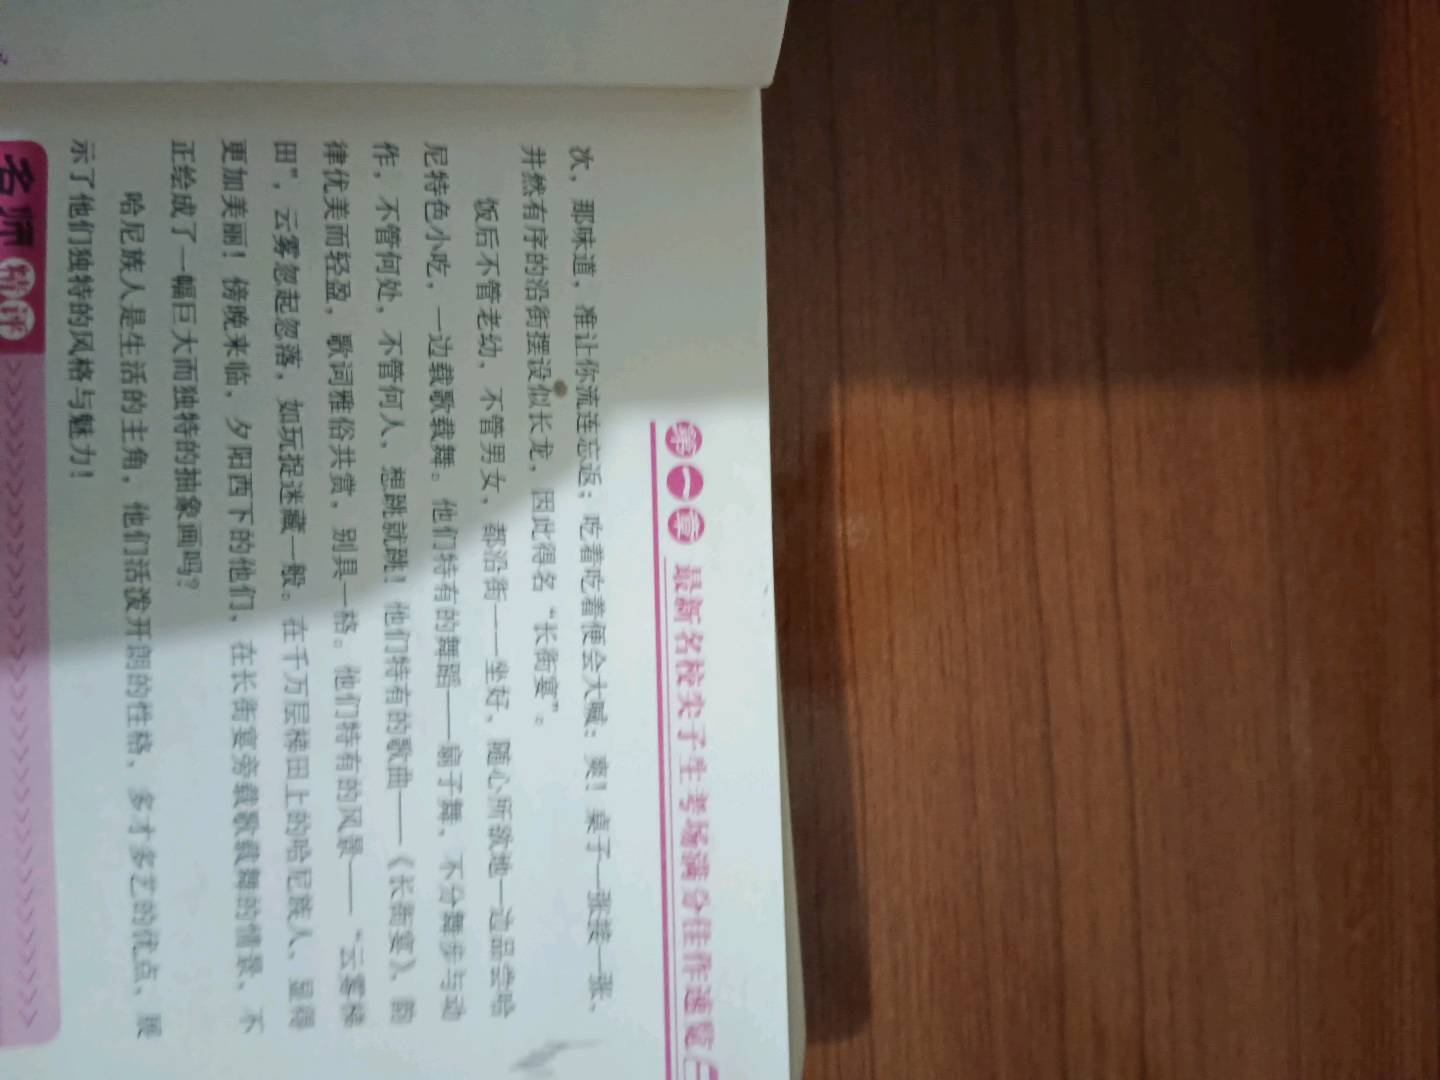 第一章 最新名校尖子生考场满分佳作速览
次，那味道，准让你流连忘返；吃着吃着便会大喊：爽！桌子一张接一张，
井然有序的沿街摆设似长龙，因此得名“长街宴”。
饭后不管老幼，不管男女，都沿街一一坐好，随心所欲地一边品尝哈
尼特色小吃，一边载歌载舞。他们特有的舞蹈——扇子舞，不分舞步与动
作，不管何处，不管何人，想跳就跳！他们特有的歌曲——《长街宴》，韵
律优美而轻盈，歌词雅俗共赏，别具一格。他们特有的风景——“云雾梯
田”，云雾忽起忽落，如玩捉迷藏一般。在千万层梯田上的哈尼族人，显得
更加美丽！傍晚来临，夕阳西下的他们，在长街宴旁载歌载舞的情景，不
正绘成了一幅巨大而独特的抽象画吗？
哈尼族人是生活的主角，他们活泼开朗的性格，多才多艺的优点，展
示了他们独特的风格与魅力！
名师精评